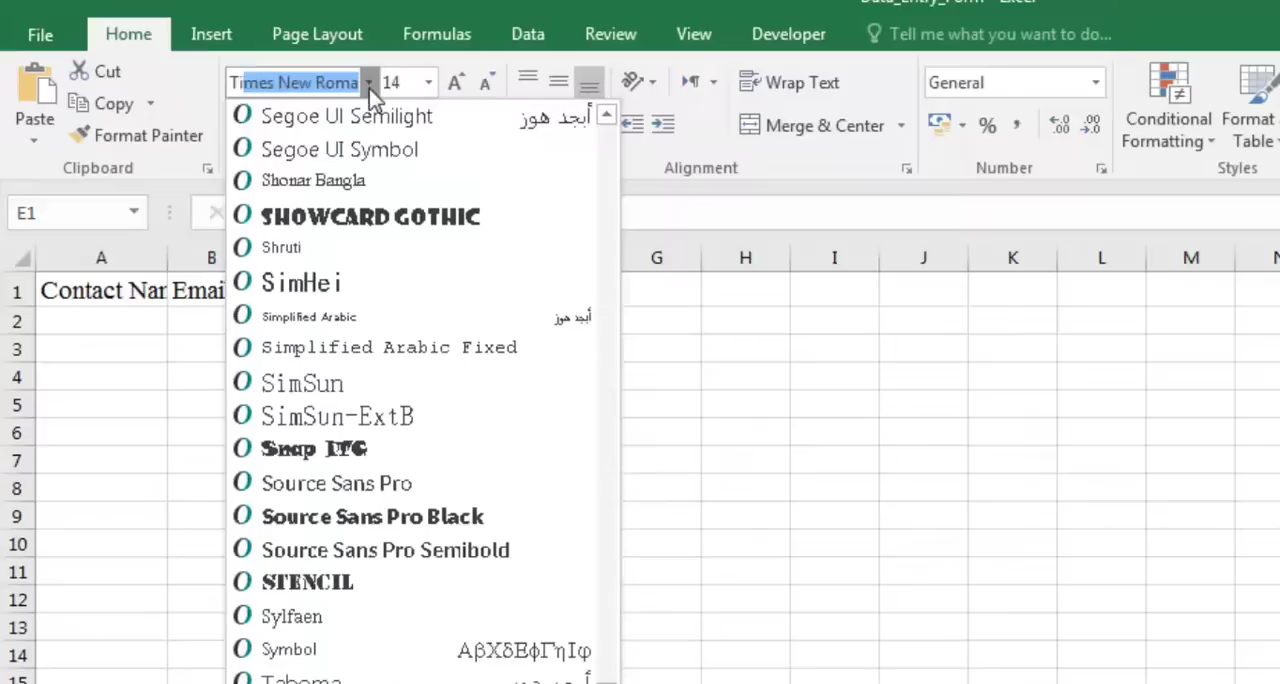 Data_Entry_Form - Excel
File Home Insert Page Layout Formulas Data Review View Developer Tell me what you want to do...
Paste
Cut
Copy
Format Painter
Clipboard
Times New Roma 14
Wrap Text
Merge & Center
Alignment
General
% ,
Number
Conditional
Formatting
Format
Table
Styles
E1
Segoe UI Semilight أبجد هوز
Segoe UI Symbol
Shonar Bangla
SHOWCARD GOTHIC
Shruti
SimHei
Simplified Arabic أبجد هوز
Simplified Arabic Fixed
SimSun
SimSun-ExtB
Snap ITC
Source Sans Pro
Source Sans Pro Black
Source Sans Pro Semibold
STENCIL
Sylfaen
Symbol ΑβΧδΕφΓηΙφ
Tahoma
A B G H I J K L M N
1 Contact Nan Emai
2
3
4
5
6
7
8
9
10
11
12
13
14
15